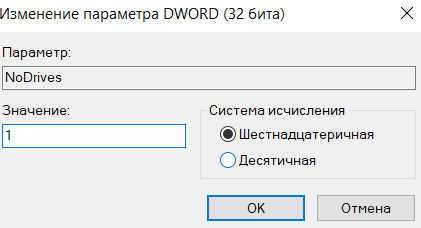 Изменение параметра DWORD (32 бита)
Параметр:
NoDrives
Значение:
1
Система исчисления
Шестнадцатеричная
Десятичная
OK
Отмена